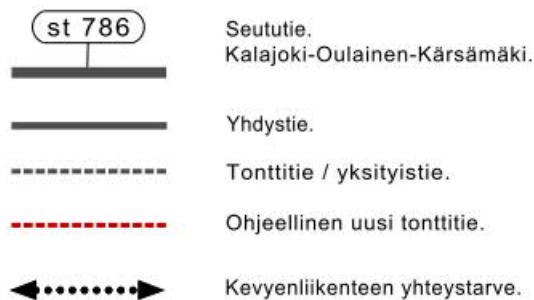 st 786
Seututie.
Kalajoki-Oulainen-Kärsämäki.
Yhdystie.
Tonttitie / yksityistie.
Ohjeellinen uusi tonttitie.
Kevyenliikenteen yhteystarve.